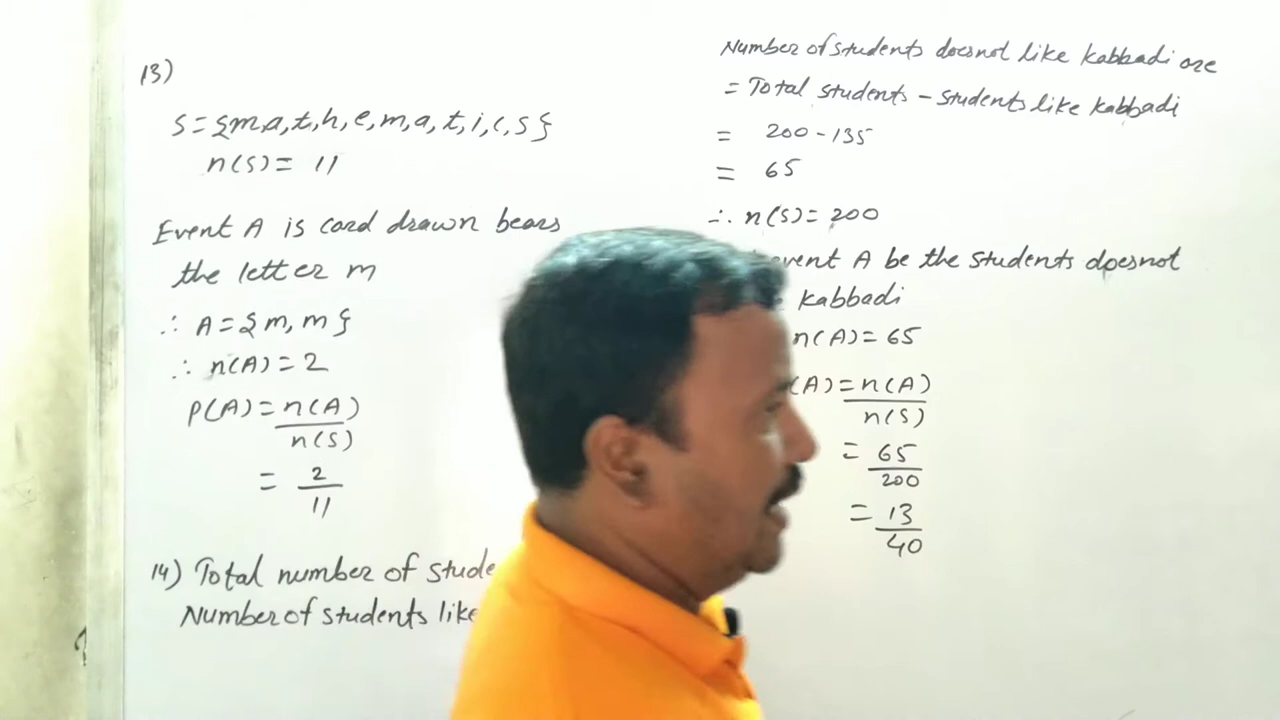 13)
S={m,a,t,h,e,m,a,t,i,c,s}
n(S)= 11
Event A is card drawn bears
the letter m
∴ A={m, m}
∴ n(A)=2
P(A)=n(A)/n(S)
= 2/11
14) Total number of stude
Number of students like
Number of students doesnot like kabbadi are
= Total students - students like kabbadi
= 200-135
= 65
∴ n(S)=200
event A be the students doesnot
kabbadi
n(A)=65
(A)=n(A)/n(S)
= 65/200
= 13/40